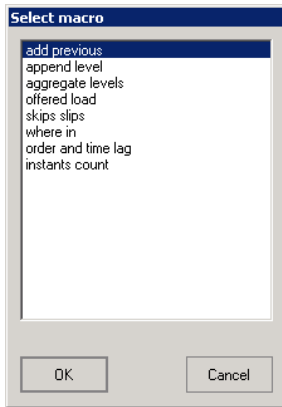 Select macro
add previous
append level
aggregate levels
offered load
skips slips
where in
order and time lag
instants count
OK
Cancel